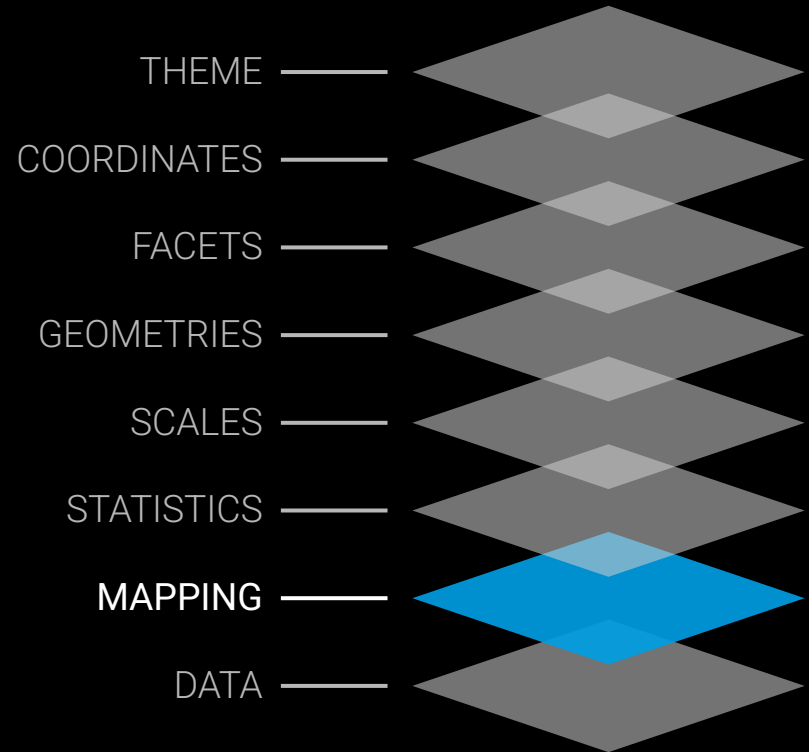 THEME
COORDINATES
FACETS
GEOMETRIES
SCALES
STATISTICS
MAPPING
DATA